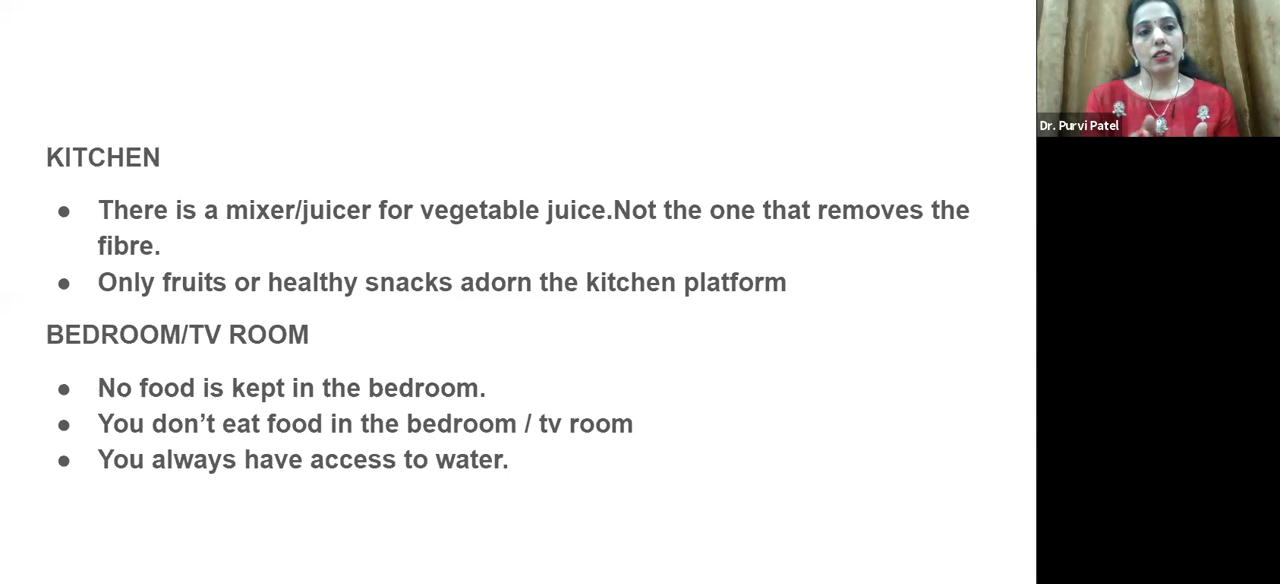 KITCHEN
● There is a mixer/juicer for vegetable juice.Not the one that removes the
fibre.
● Only fruits or healthy snacks adorn the kitchen platform
BEDROOM/TV ROOM
● No food is kept in the bedroom.
● You don’t eat food in the bedroom / tv room
● You always have access to water.
Dr. Purvi Patel